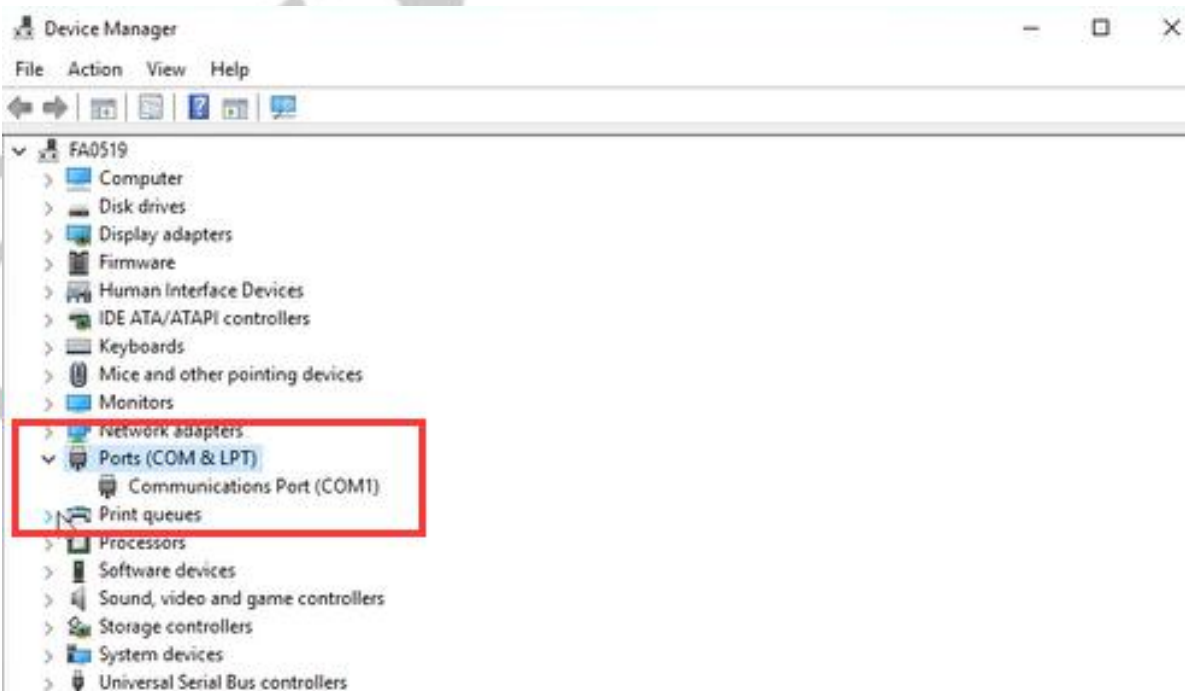 Device Manager
File Action View Help
FA0519
Computer
Disk drives
Display adapters
Firmware
Human Interface Devices
IDE ATA/ATAPI controllers
Keyboards
Mice and other pointing devices
Monitors
Network adapters
Ports (COM & LPT)
Communications Port (COM1)
Print queues
Processors
Software devices
Sound, video and game controllers
Storage controllers
System devices
Universal Serial Bus controllers